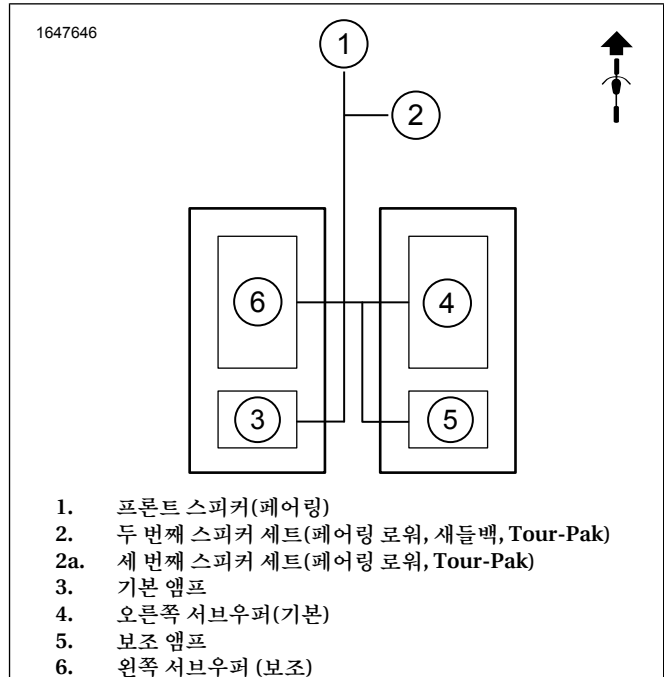 1647646
1
2
6
4
3
5
1. 프론트 스피커(페어링)
2. 두 번째 스피커 세트(페어링 로워, 새들백, Tour-Pak)
2a. 세 번째 스피커 세트(페어링 로워, Tour-Pak)
3. 기본 앰프
4. 오른쪽 서브우퍼(기본)
5. 보조 앰프
6. 왼쪽 서브우퍼 (보조)